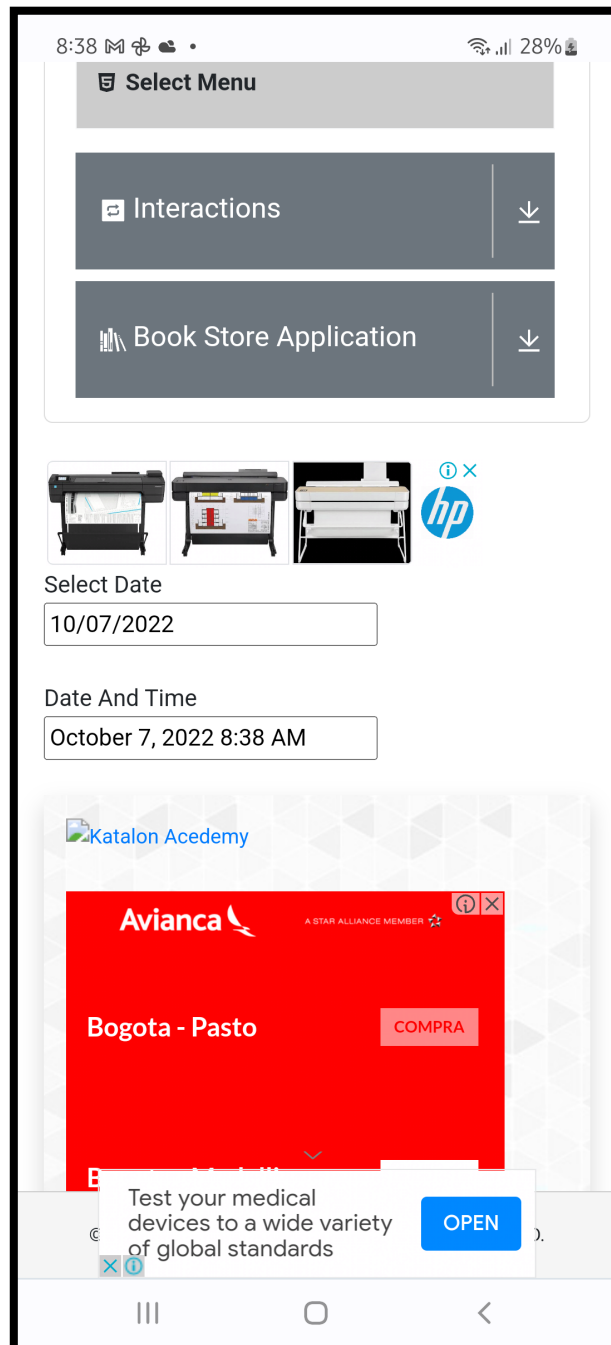 8:38 28%
Select Menu
Interactions
Book Store Application
hp
Select Date
10/07/2022
Date And Time
October 7, 2022 8:38 AM
Katalon Acedemy
Avianca A STAR ALLIANCE MEMBER
Bogota - Pasto COMPRA
Test your medical
devices to a wide variety
of global standards
OPEN